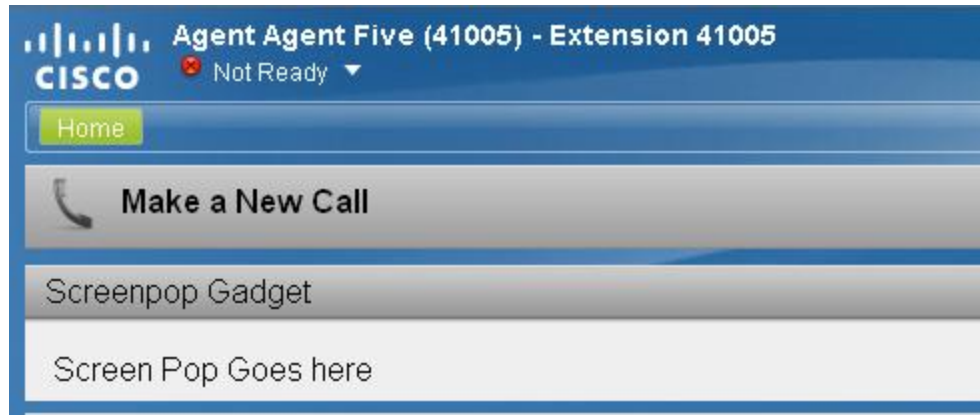 Agent Agent Five (41005) - Extension 41005
CISCO
Not Ready
Home
Make a New Call
Screenpop Gadget
Screen Pop Goes here